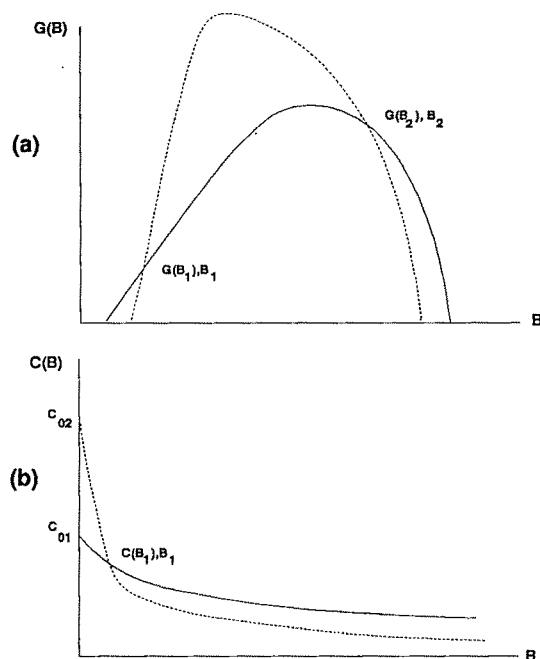 G(B)
G(B₂), B₂
(a)
G(B₁),B₁
B
C(B)
C₀₂
(b)
C₀₁
C(B₁),B₁
B